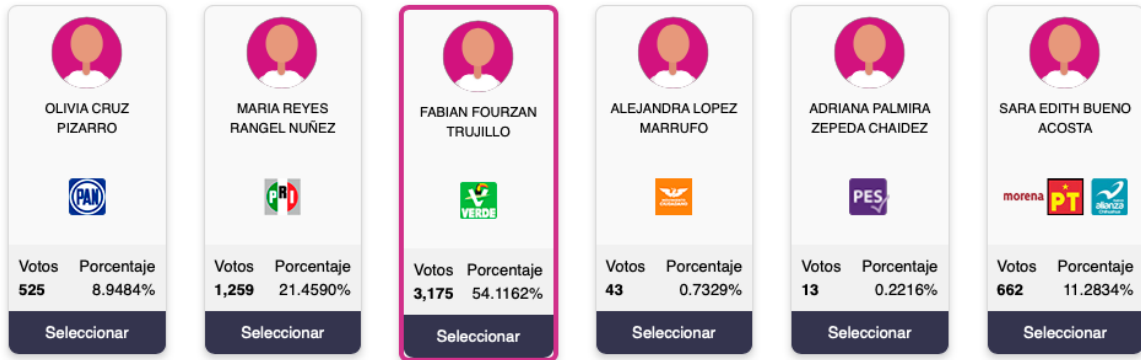 OLIVIA CRUZ
PIZARRO
PAN
Votos Porcentaje
525 8.9484%
Seleccionar
MARIA REYES
RANGEL NUÑEZ
PRI
Votos Porcentaje
1,259 21.4590%
Seleccionar
FABIAN FOURZAN
TRUJILLO
VERDE
Votos Porcentaje
3,175 54.1162%
Seleccionar
ALEJANDRA LOPEZ
MARRUFO
MOVIMIENTO
CIUDADANO
Votos Porcentaje
43 0.7329%
Seleccionar
ADRIANA PALMIRA
ZEPEDA CHAIDEZ
PES
Votos Porcentaje
13 0.2216%
Seleccionar
SARA EDITH BUENO
ACOSTA
morena PT alianza
Votos Porcentaje
662 11.2834%
Seleccionar